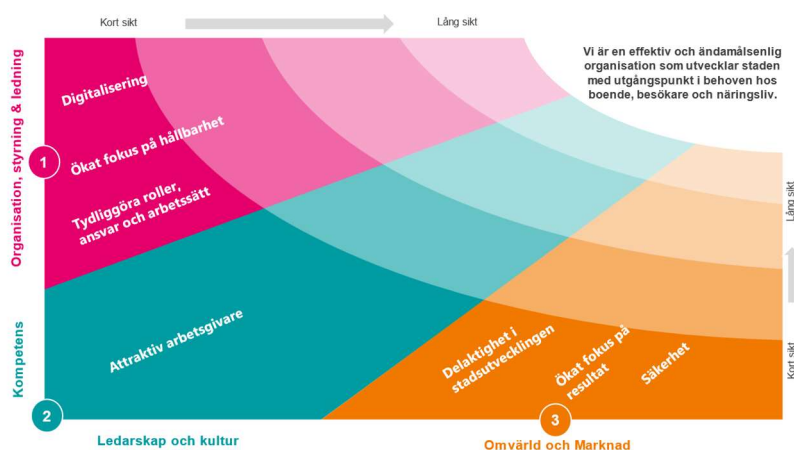 Kort sikt
Lång sikt
Vi är en effektiv och ändamålsenlig
organisation som utvecklar staden
med utgångspunkt i behoven hos
boende, besökare och näringsliv.
Organisation, styrning & ledning
1
Digitalisering
Ökat fokus på hållbarhet
Tydliggöra roller,
ansvar och arbetssätt
Lång sikt
Kort sikt
Kompetens
2
Attraktiv arbetsgivare
Ledarskap och kultur
Delaktighet i
stadsutvecklingen
Ökat fokus på
resultat
Säkerhet
3
Omvärld och Marknad